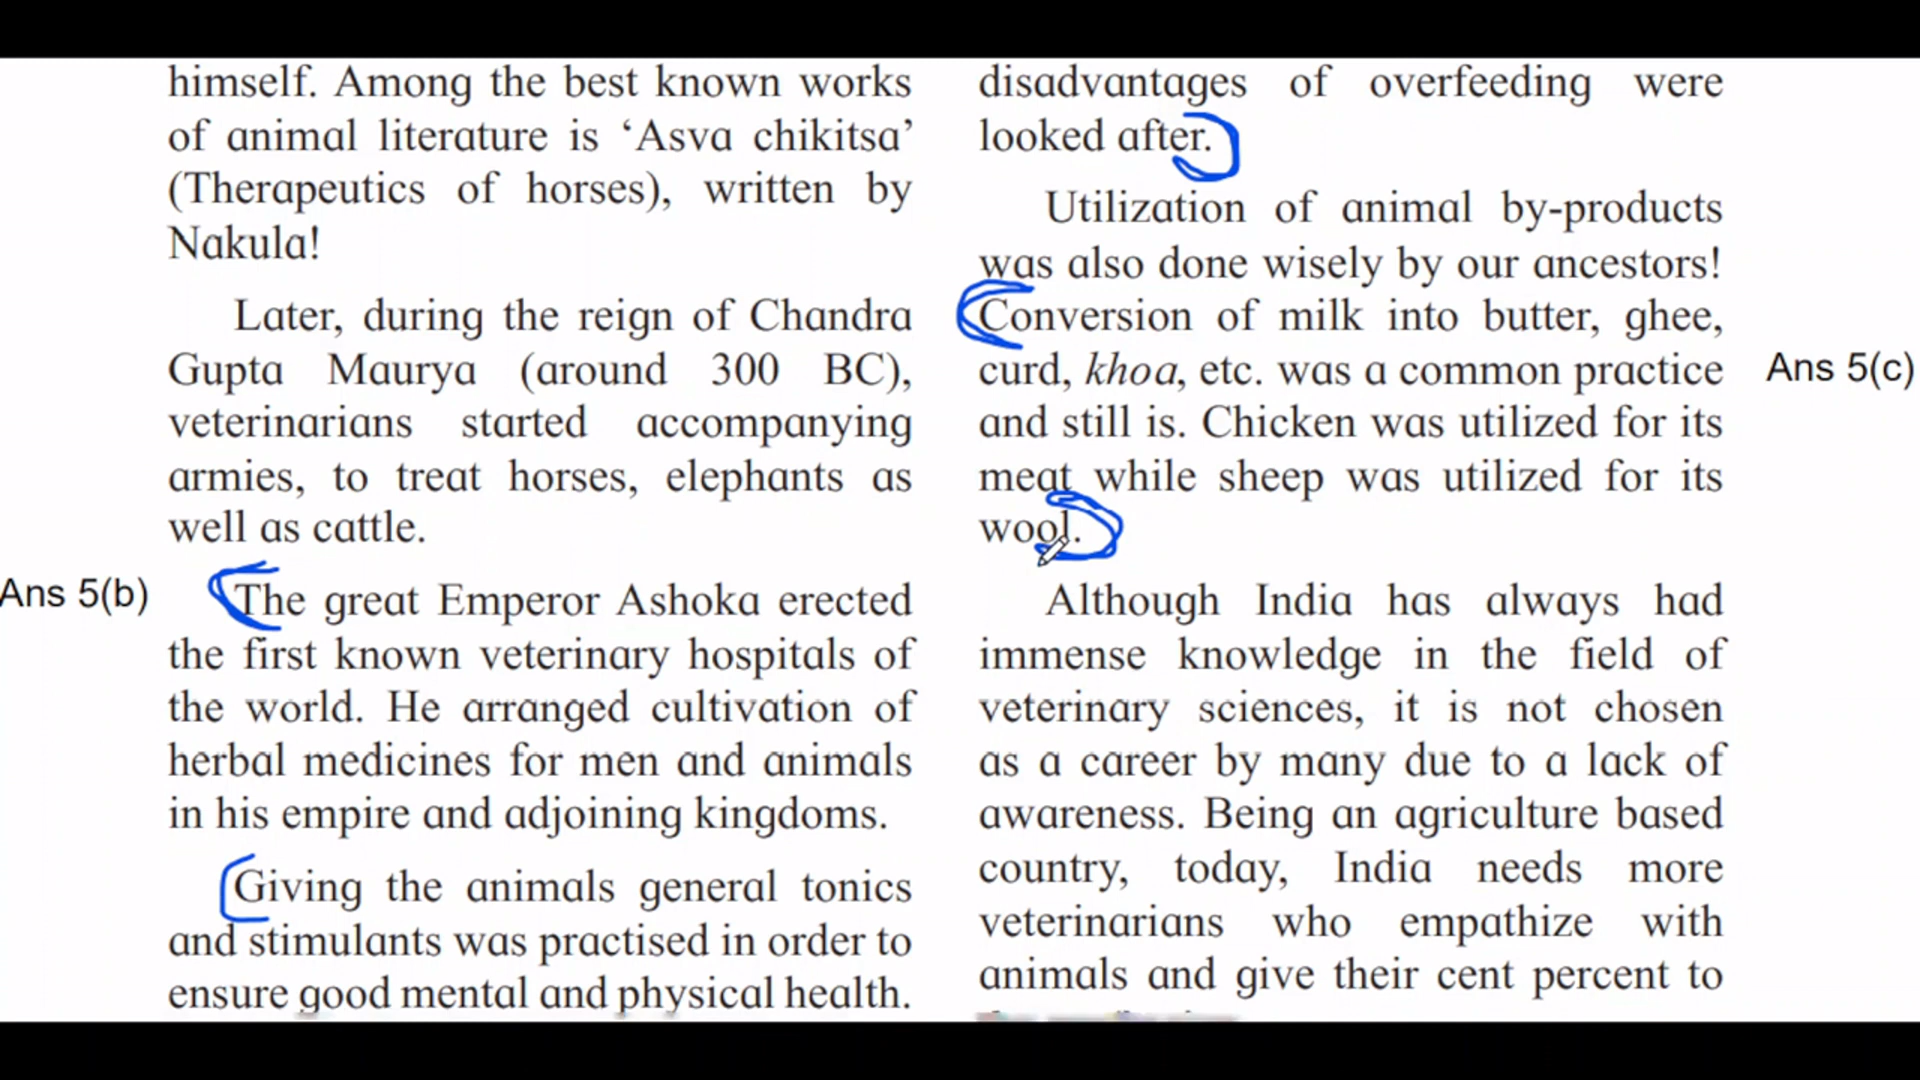 himself. Among the best known works
of animal literature is ‘Asva chikitsa’
(Therapeutics of horses), written by
Nakula!
Later, during the reign of Chandra
Gupta Maurya (around 300 BC),
veterinarians started accompanying
armies, to treat horses, elephants as
well as cattle.
Ans 5(b)
The great Emperor Ashoka erected
the first known veterinary hospitals of
the world. He arranged cultivation of
herbal medicines for men and animals
in his empire and adjoining kingdoms.
Giving the animals general tonics
and stimulants was practised in order to
ensure good mental and physical health.
disadvantages of overfeeding were
looked after.
Utilization of animal by-products
was also done wisely by our ancestors!
Conversion of milk into butter, ghee,
curd, khoa, etc. was a common practice
Ans 5(c)
and still is. Chicken was utilized for its
meat while sheep was utilized for its
wool.
Although India has always had
immense knowledge in the field of
veterinary sciences, it is not chosen
as a career by many due to a lack of
awareness. Being an agriculture based
country, today, India needs more
veterinarians who empathize with
animals and give their cent percent to